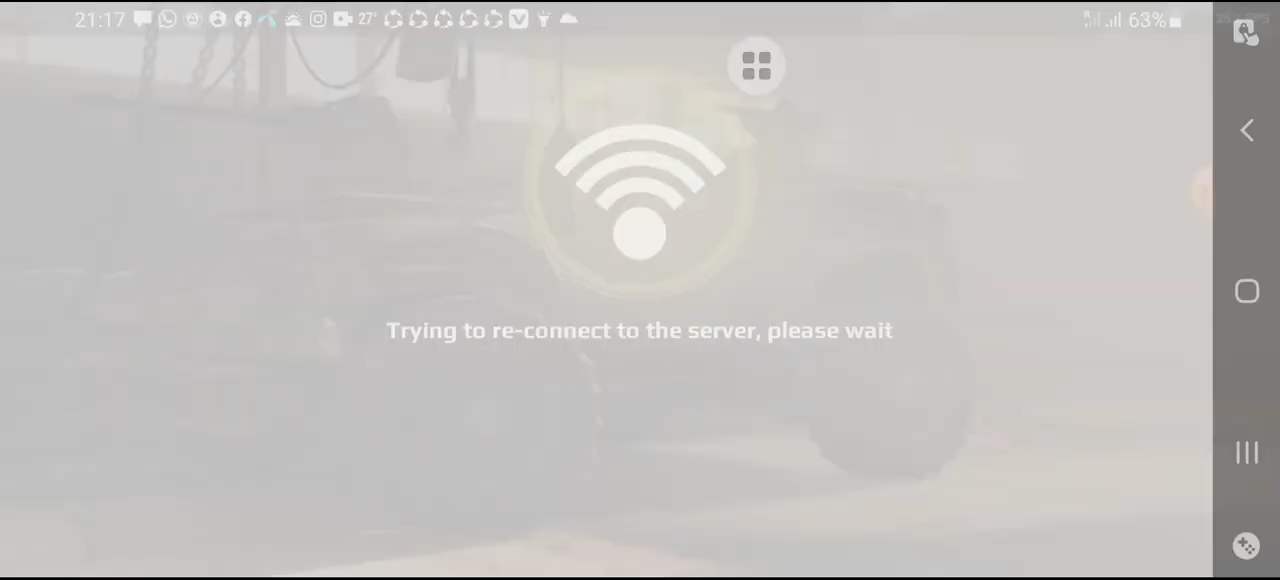 21:17 27° 63%
Trying to re-connect to the server, please wait